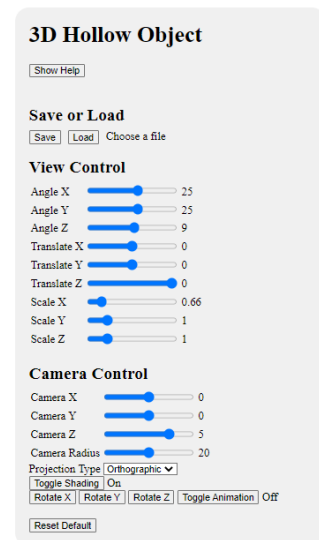 3D Hollow Object
Show Help
Save or Load
Save Load Choose a file
View Control
Angle X 25
Angle Y 25
Angle Z 9
Translate X 0
Translate Y 0
Translate Z 0
Scale X 0.66
Scale Y 1
Scale Z 1
Camera Control
Camera X 0
Camera Y 0
Camera Z 5
Camera Radius 20
Projection Type Orthographic
Toggle Shading On
Rotate X Rotate Y Rotate Z Toggle Animation Off
Reset Default